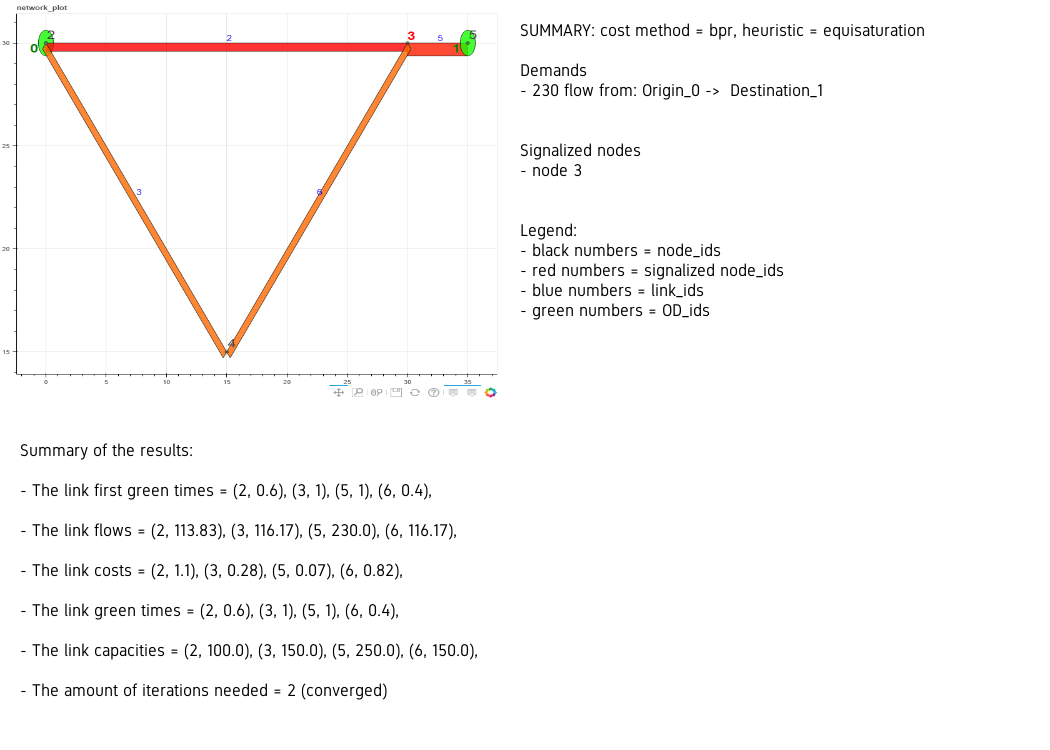 network_plot
SUMMARY: cost method = bpr, heuristic = equisaturation
Demands
- 230 flow from: Origin_0 -> Destination_1
Signalized nodes
- node 3
Legend:
- black numbers = node_ids
- red numbers = signalized node_ids
- blue numbers = link_ids
- green numbers = OD_ids
30
25
20
15
0 5 10 15 20 25 30 35
0
2
2
3
5
1
5
3
6
4
Summary of the results:
- The link first green times = (2, 0.6), (3, 1), (5, 1), (6, 0.4),
- The link flows = (2, 113.83), (3, 116.17), (5, 230.0), (6, 116.17),
- The link costs = (2, 1.1), (3, 0.28), (5, 0.07), (6, 0.82),
- The link green times = (2, 0.6), (3, 1), (5, 1), (6, 0.4),
- The link capacities = (2, 100.0), (3, 150.0), (5, 250.0), (6, 150.0),
- The amount of iterations needed = 2 (converged)